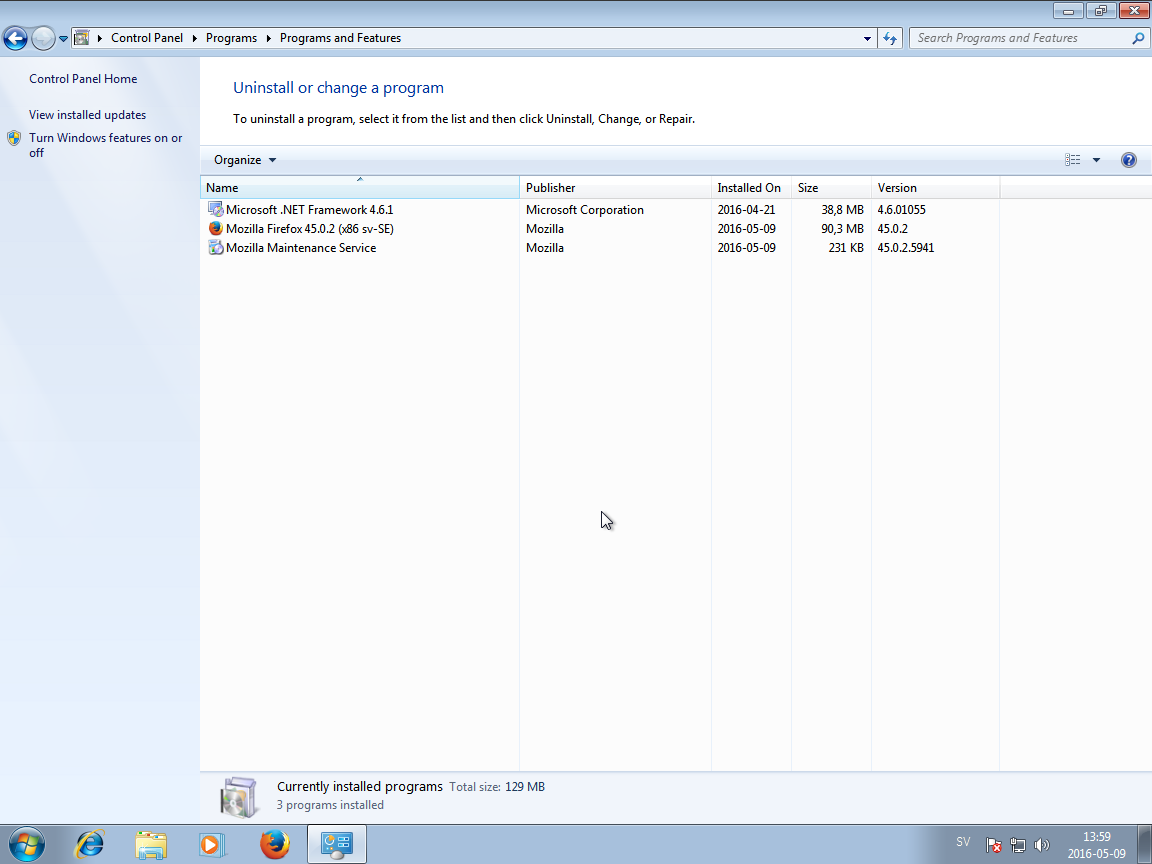 Control Panel Programs Programs and Features Search Programs and Features
Control Panel Home
View installed updates
Turn Windows features on or
off
Uninstall or change a program
To uninstall a program, select it from the list and then click Uninstall, Change, or Repair.
Organize
Name Publisher Installed On Size Version
Microsoft .NET Framework 4.6.1 Microsoft Corporation 2016-04-21 38,8 MB 4.6.01055
Mozilla Firefox 45.0.2 (x86 sv-SE) Mozilla 2016-05-09 90,3 MB 45.0.2
Mozilla Maintenance Service Mozilla 2016-05-09 231 KB 45.0.2.5941
Currently installed programs Total size: 129 MB
3 programs installed
SV
13:59
2016-05-09